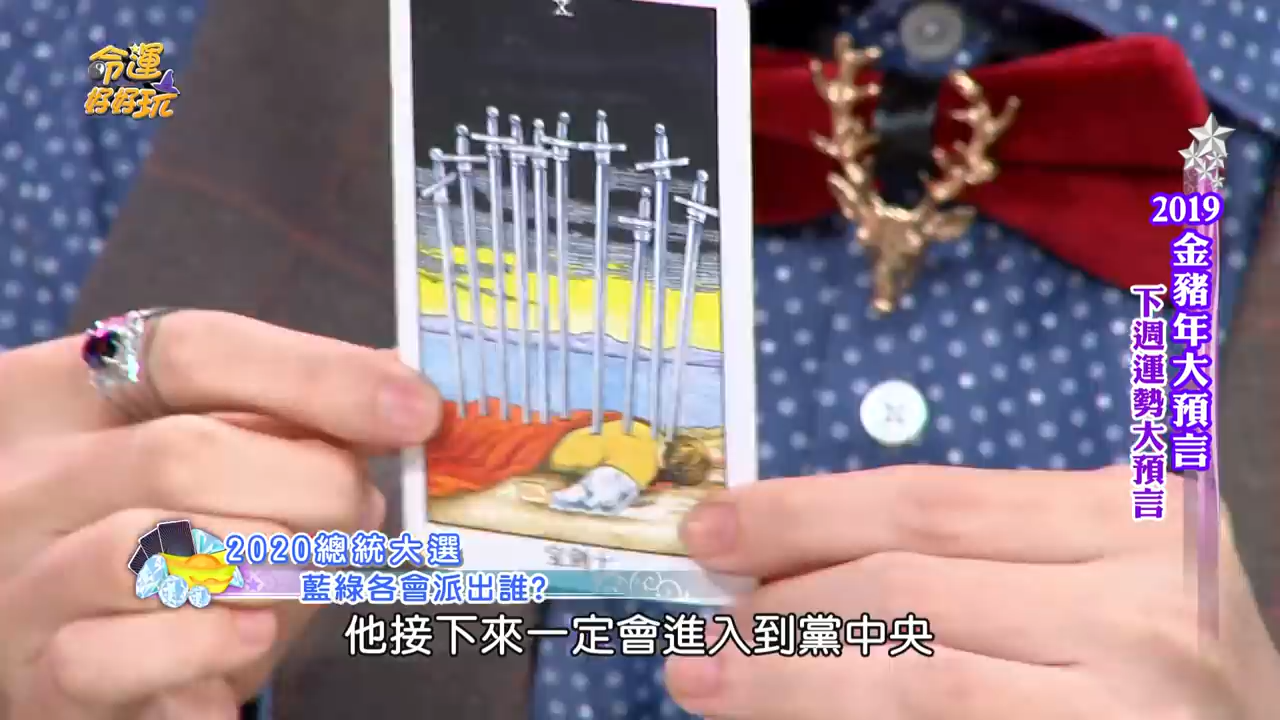 命運
好好玩
X
2019
金豬年大預言
下週運勢大預言
2020總統大選
藍綠各會派出誰?
他接下來一定會進入到黨中央